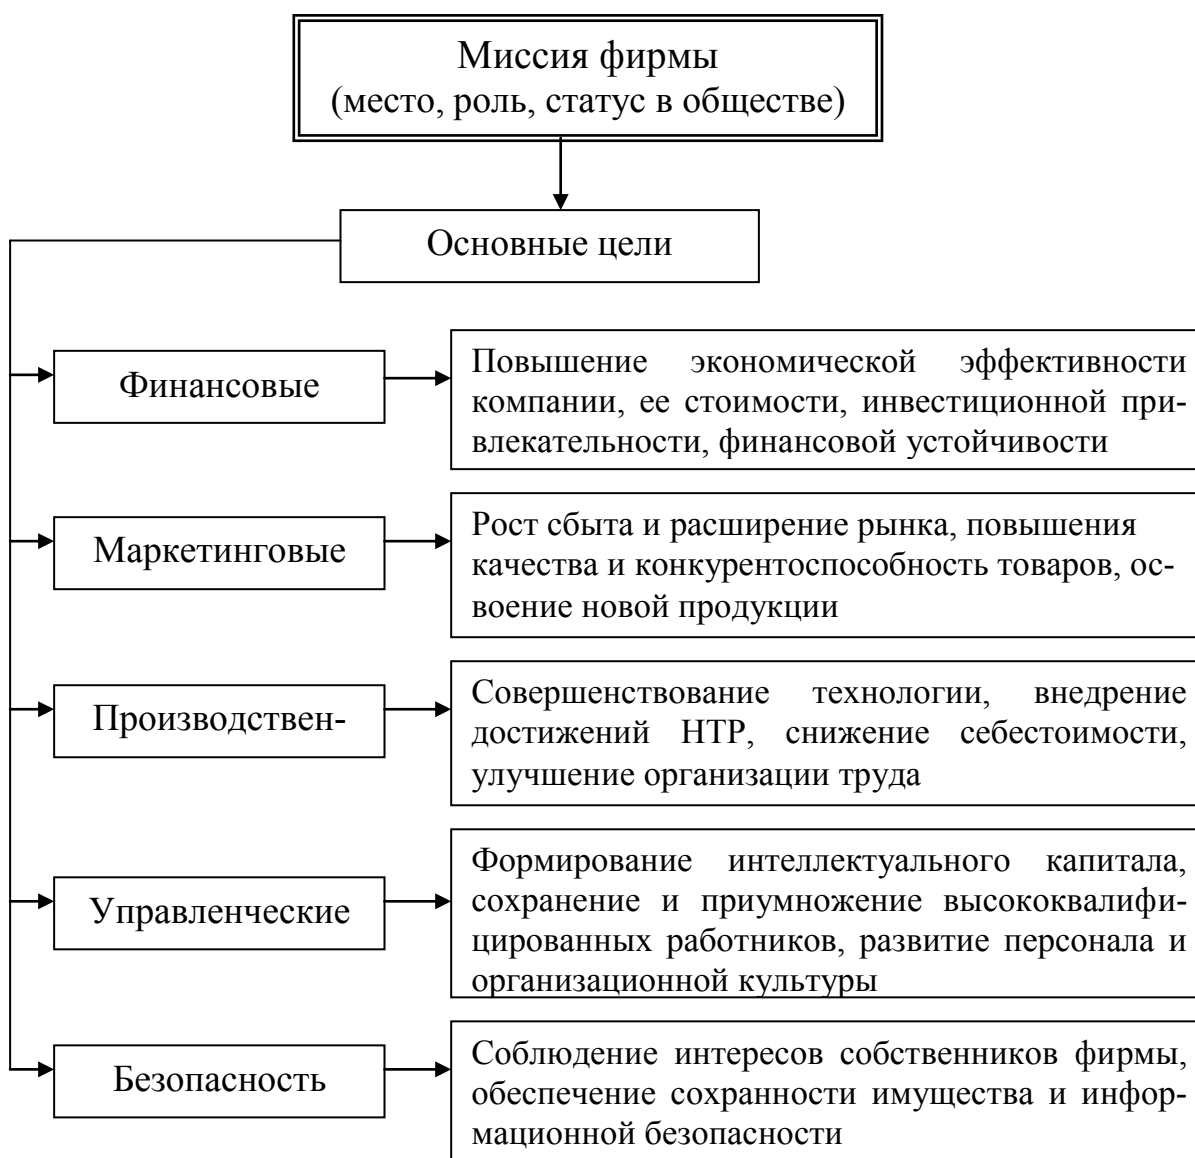 Миссия фирмы
(место, роль, статус в обществе)
Основные цели
Финансовые
Повышение экономической эффективности
компании, ее стоимости, инвестиционной при-
влекательности, финансовой устойчивости
Маркетинговые
Рост сбыта и расширение рынка, повышения
качества и конкурентоспособность товаров, ос-
воение новой продукции
Производствен-
Совершенствование технологии, внедрение
достижений НТР, снижение себестоимости,
улучшение организации труда
Управленческие
Формирование интеллектуального капитала,
сохранение и приумножение высококвалифи-
цированных работников, развитие персонала и
организационной культуры
Безопасность
Соблюдение интересов собственников фирмы,
обеспечение сохранности имущества и инфор-
мационной безопасности